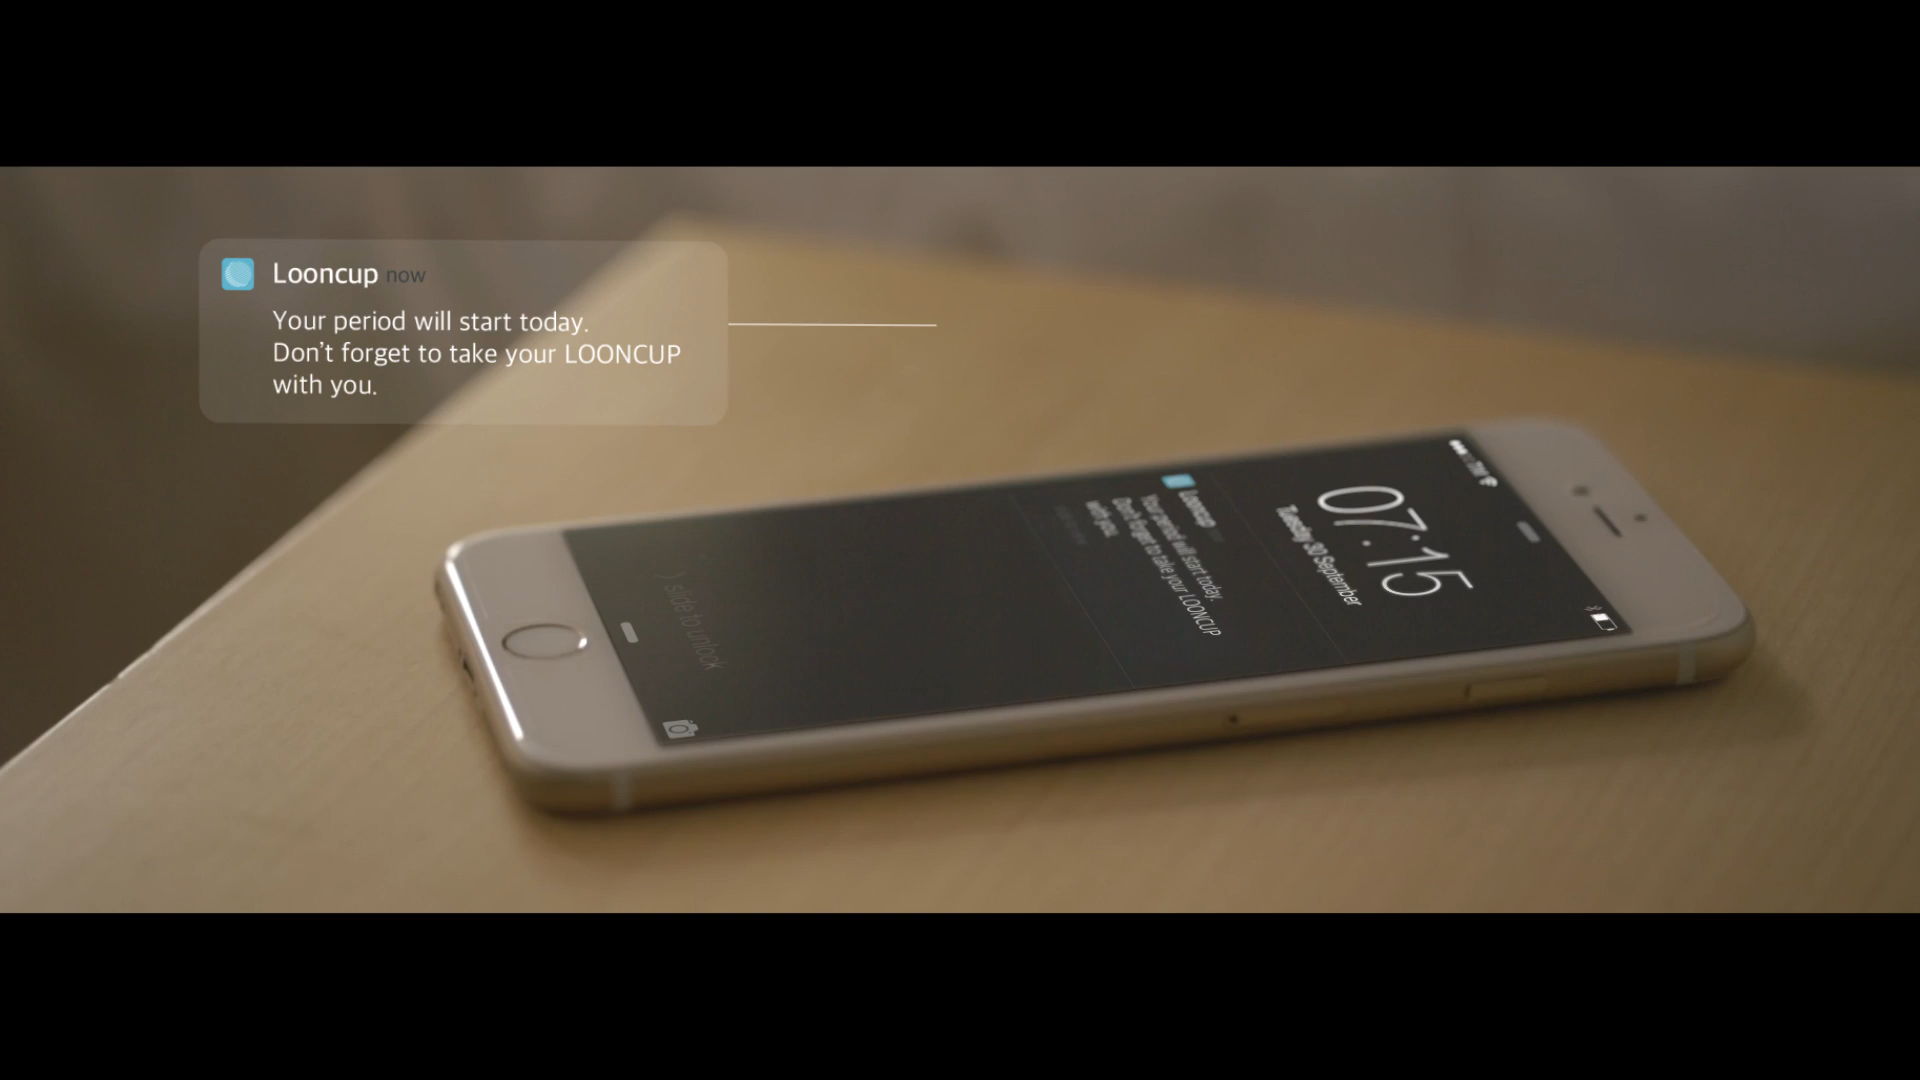 Looncup now
Your period will start today.
Don't forget to take your LOONCUP
with you.
07:15
Tuesday 30 September
Looncup
Your period will start today.
Don't forget to take your LOONCUP
with you.
slide to unlock